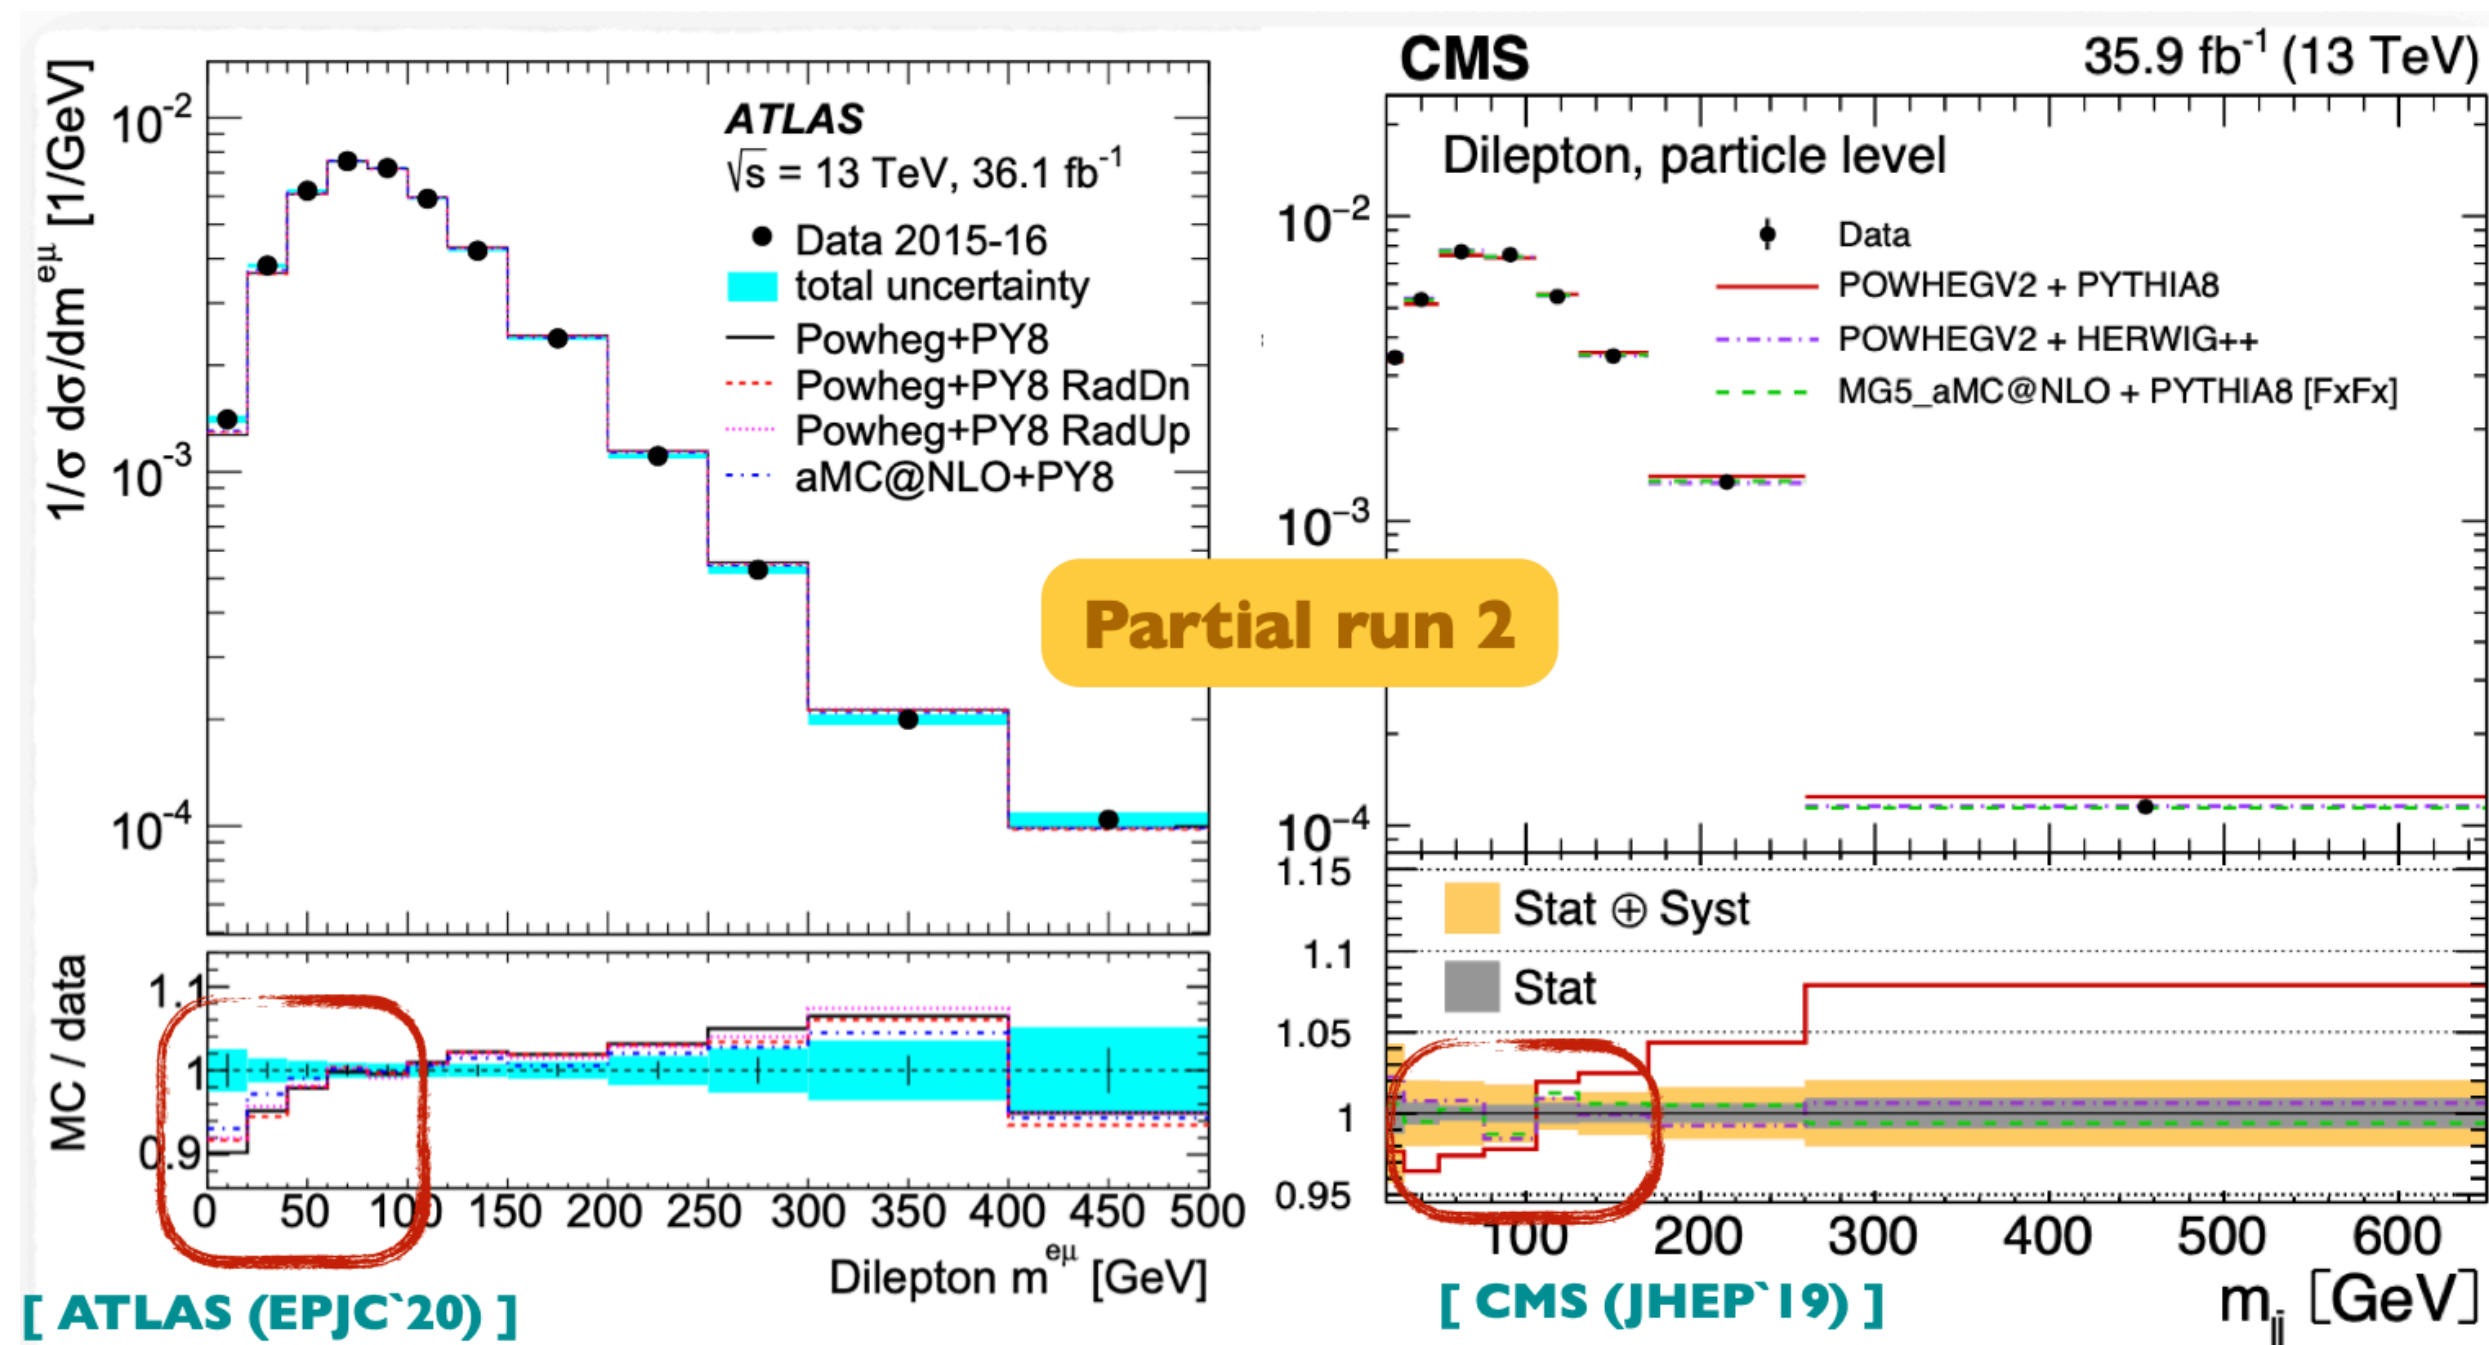 1/σ dσ/dm^eμ [1/GeV]
10⁻²
10⁻³
10⁻⁴
ATLAS
√s = 13 TeV, 36.1 fb⁻¹
Data 2015-16
total uncertainty
Powheg+PY8
Powheg+PY8 RadDn
Powheg+PY8 RadUp
aMC@NLO+PY8
MC / data
1.1
1
0.9
0 50 100 150 200 250 300 350 400 450 500
Dilepton m^eμ [GeV]
[ ATLAS (EPJC`20) ]
Partial run 2
CMS
35.9 fb⁻¹ (13 TeV)
Dilepton, particle level
10⁻²
10⁻³
10⁻⁴
Data
POWHEGV2 + PYTHIA8
POWHEGV2 + HERWIG++
MG5_aMC@NLO + PYTHIA8 [FxFx]
1.15
1.1
1.05
1
0.95
Stat ⊕ Syst
Stat
100 200 300 400 500 600
m_ll [GeV]
[ CMS (JHEP`19) ]